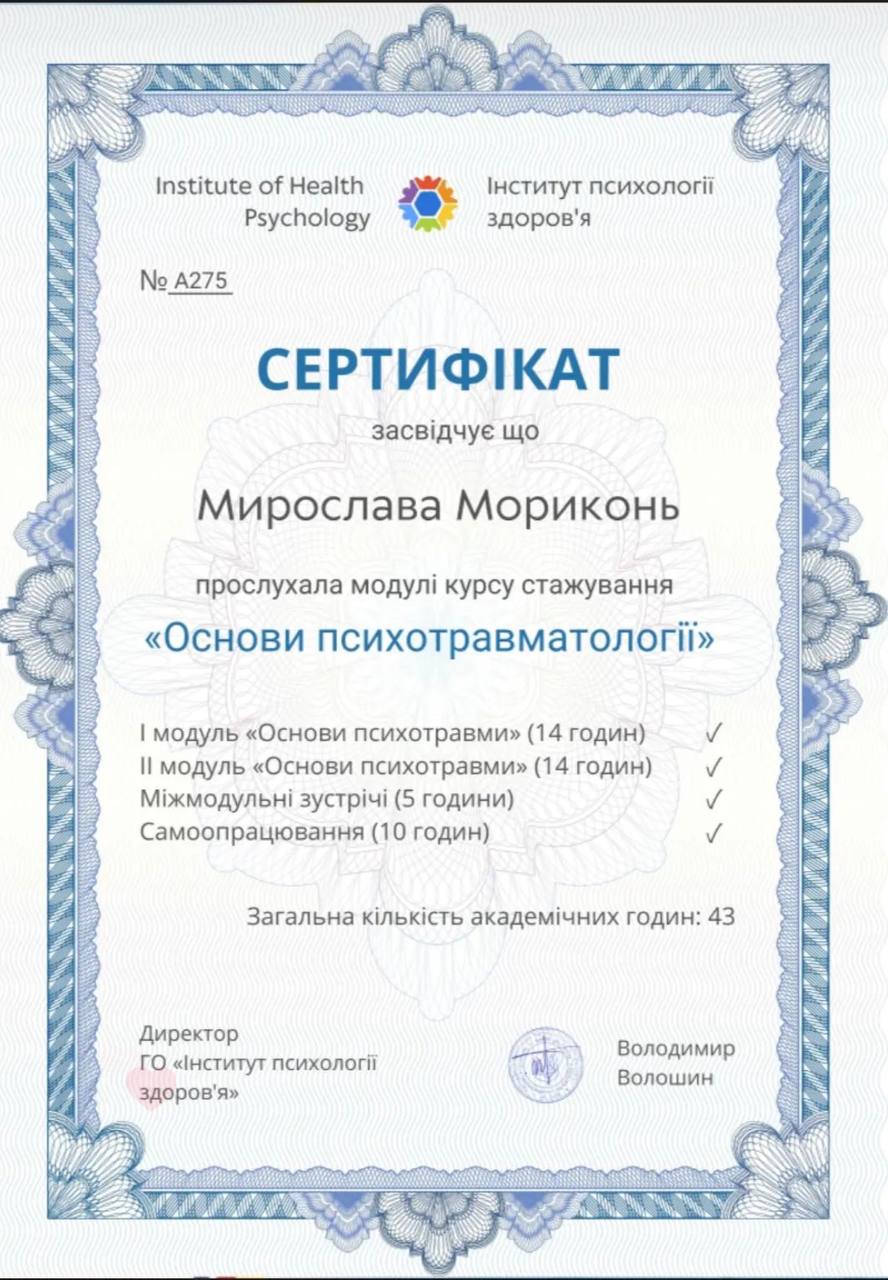 Institute of Health
Psychology
Інститут психології
здоров'я
№ А275
СЕРТИФІКАТ
засвідчує що
Мирослава Мориконь
прослухала модулі курсу стажування
«Основи психотравматології»
І модуль «Основи психотравми» (14 годин) ✓
ІІ модуль «Основи психотравми» (14 годин) ✓
Міжмодульні зустрічі (5 години) ✓
Самоопрацювання (10 годин) ✓
Загальна кількість академічних годин: 43
Директор
ГО «Інститут психології
здоров'я»
Володимир
Волошин